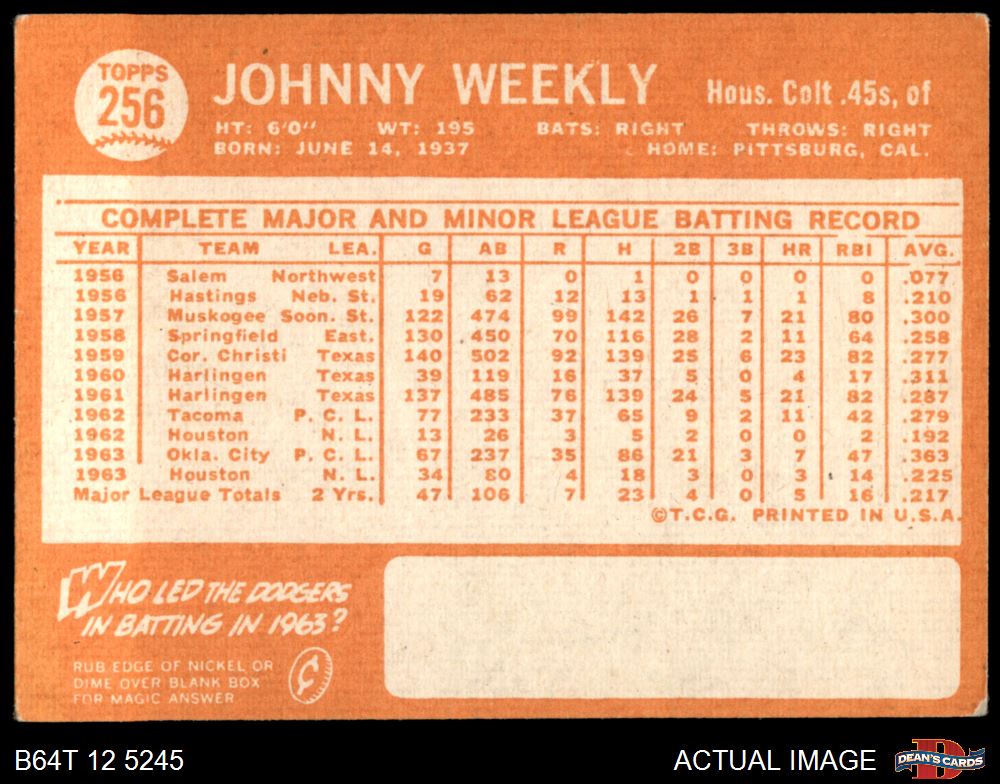 TOPPS
256
JOHNNY WEEKLY Hous. Colt .45s, of
HT: 6'0" WT: 195 BATS: RIGHT THROWS: RIGHT
BORN: JUNE 14, 1937 HOME: PITTSBURG, CAL.
COMPLETE MAJOR AND MINOR LEAGUE BATTING RECORD
YEAR TEAM LEA. G AB R H 2B 3B HR RBI AVG.
1956 Salem Northwest 7 13 0 1 0 0 0 0 .077
1956 Hastings Neb. St. 19 62 12 13 1 1 1 8 .210
1957 Muskogee Soon. St. 122 474 99 142 26 7 21 80 .300
1958 Springfield East. 130 450 70 116 28 2 11 64 .258
1959 Cor. Christi Texas 140 502 92 139 25 6 23 82 .277
1960 Harlingen Texas 39 119 16 37 5 0 4 17 .311
1961 Harlingen Texas 137 485 76 139 24 5 21 82 .287
1962 Tacoma P. C. L. 77 233 37 65 9 2 11 42 .279
1962 Houston N. L. 13 26 3 5 2 0 0 2 .192
1963 Okla. City P. C. L. 67 237 35 86 21 3 7 47 .363
1963 Houston N. L. 34 80 4 18 3 0 3 14 .225
Major League Totals 2 Yrs. 47 106 7 23 4 0 5 16 .217
©T.C.G. PRINTED IN U.S.A.
WHO LED THE DODGERS
IN BATTING IN 1963?
RUB EDGE OF NICKEL OR
DIME OVER BLANK BOX
FOR MAGIC ANSWER
¢
B64T 12 5245 ACTUAL IMAGE
D
DEAN'S CARDS